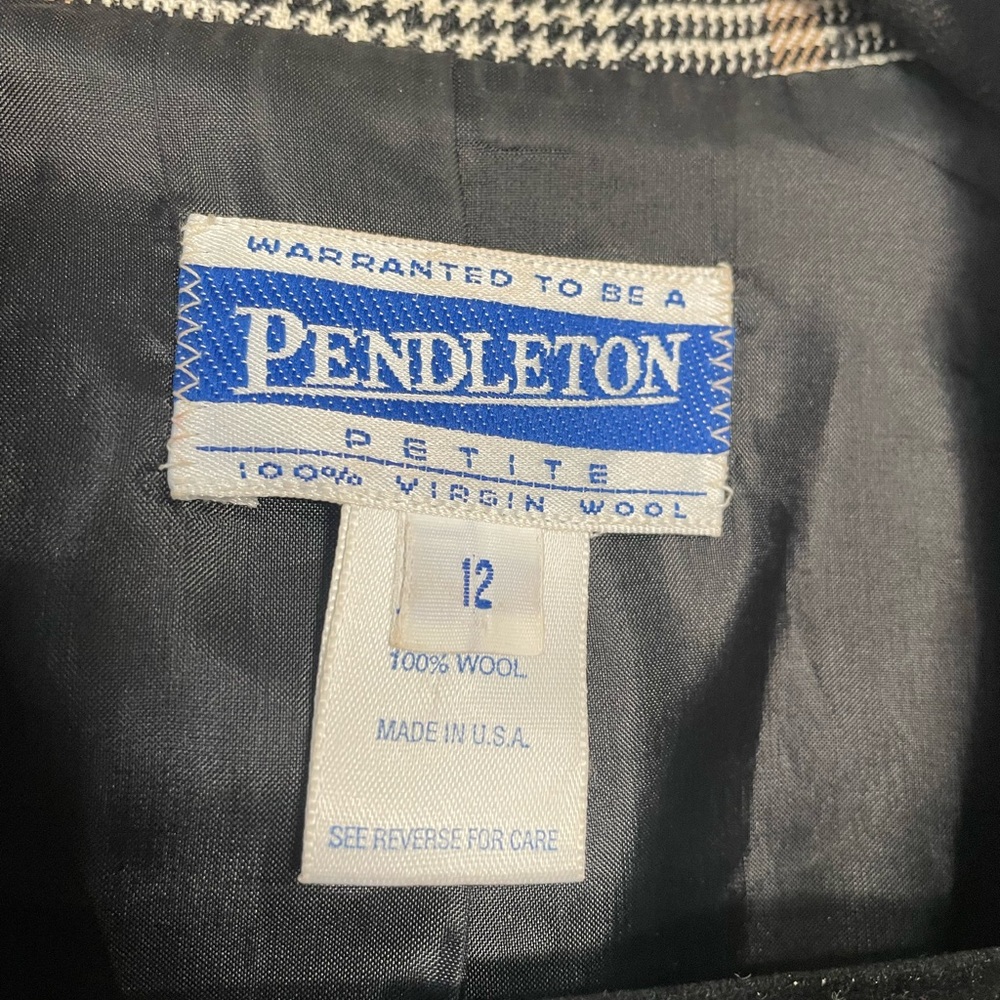 WARRANTED TO BE A
PENDLETON
PETITE
100% VIRGIN WOOL
12
100% WOOL
MADE IN U.S.A.
SEE REVERSE FOR CARE